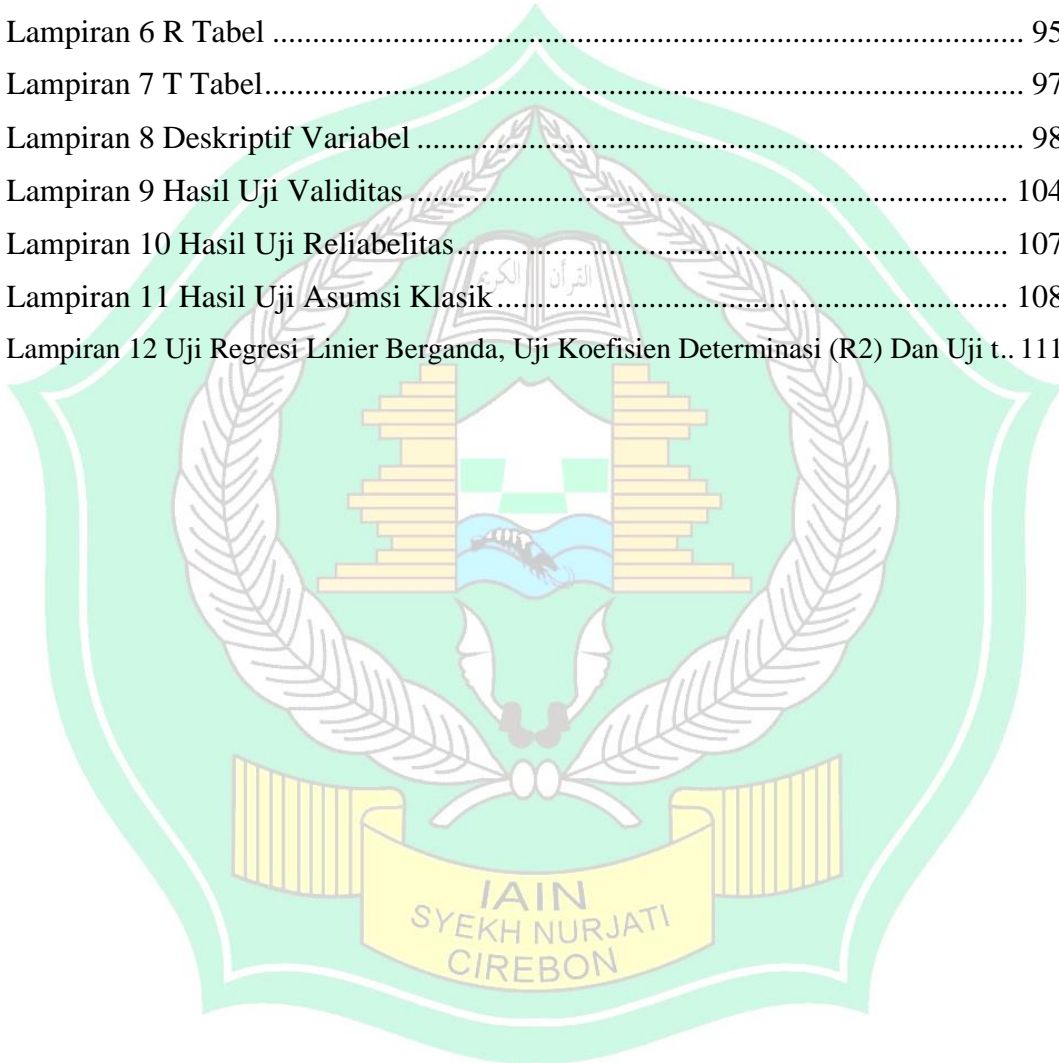 Lampiran 6 R Tabel .............................................................................................. 95
Lampiran 7 T Tabel............................................................................................... 97
Lampiran 8 Deskriptif Variabel ............................................................................ 98
Lampiran 9 Hasil Uji Validitas ........................................................................... 104
Lampiran 10 Hasil Uji Reliabelitas ..................................................................... 107
Lampiran 11 Hasil Uji Asumsi Klasik ................................................................ 108
Lampiran 12 Uji Regresi Linier Berganda, Uji Koefisien Determinasi (R2) Dan Uji t.. 111
القرآن الكريم
IAIN
SYEKH NURJATI
CIREBON